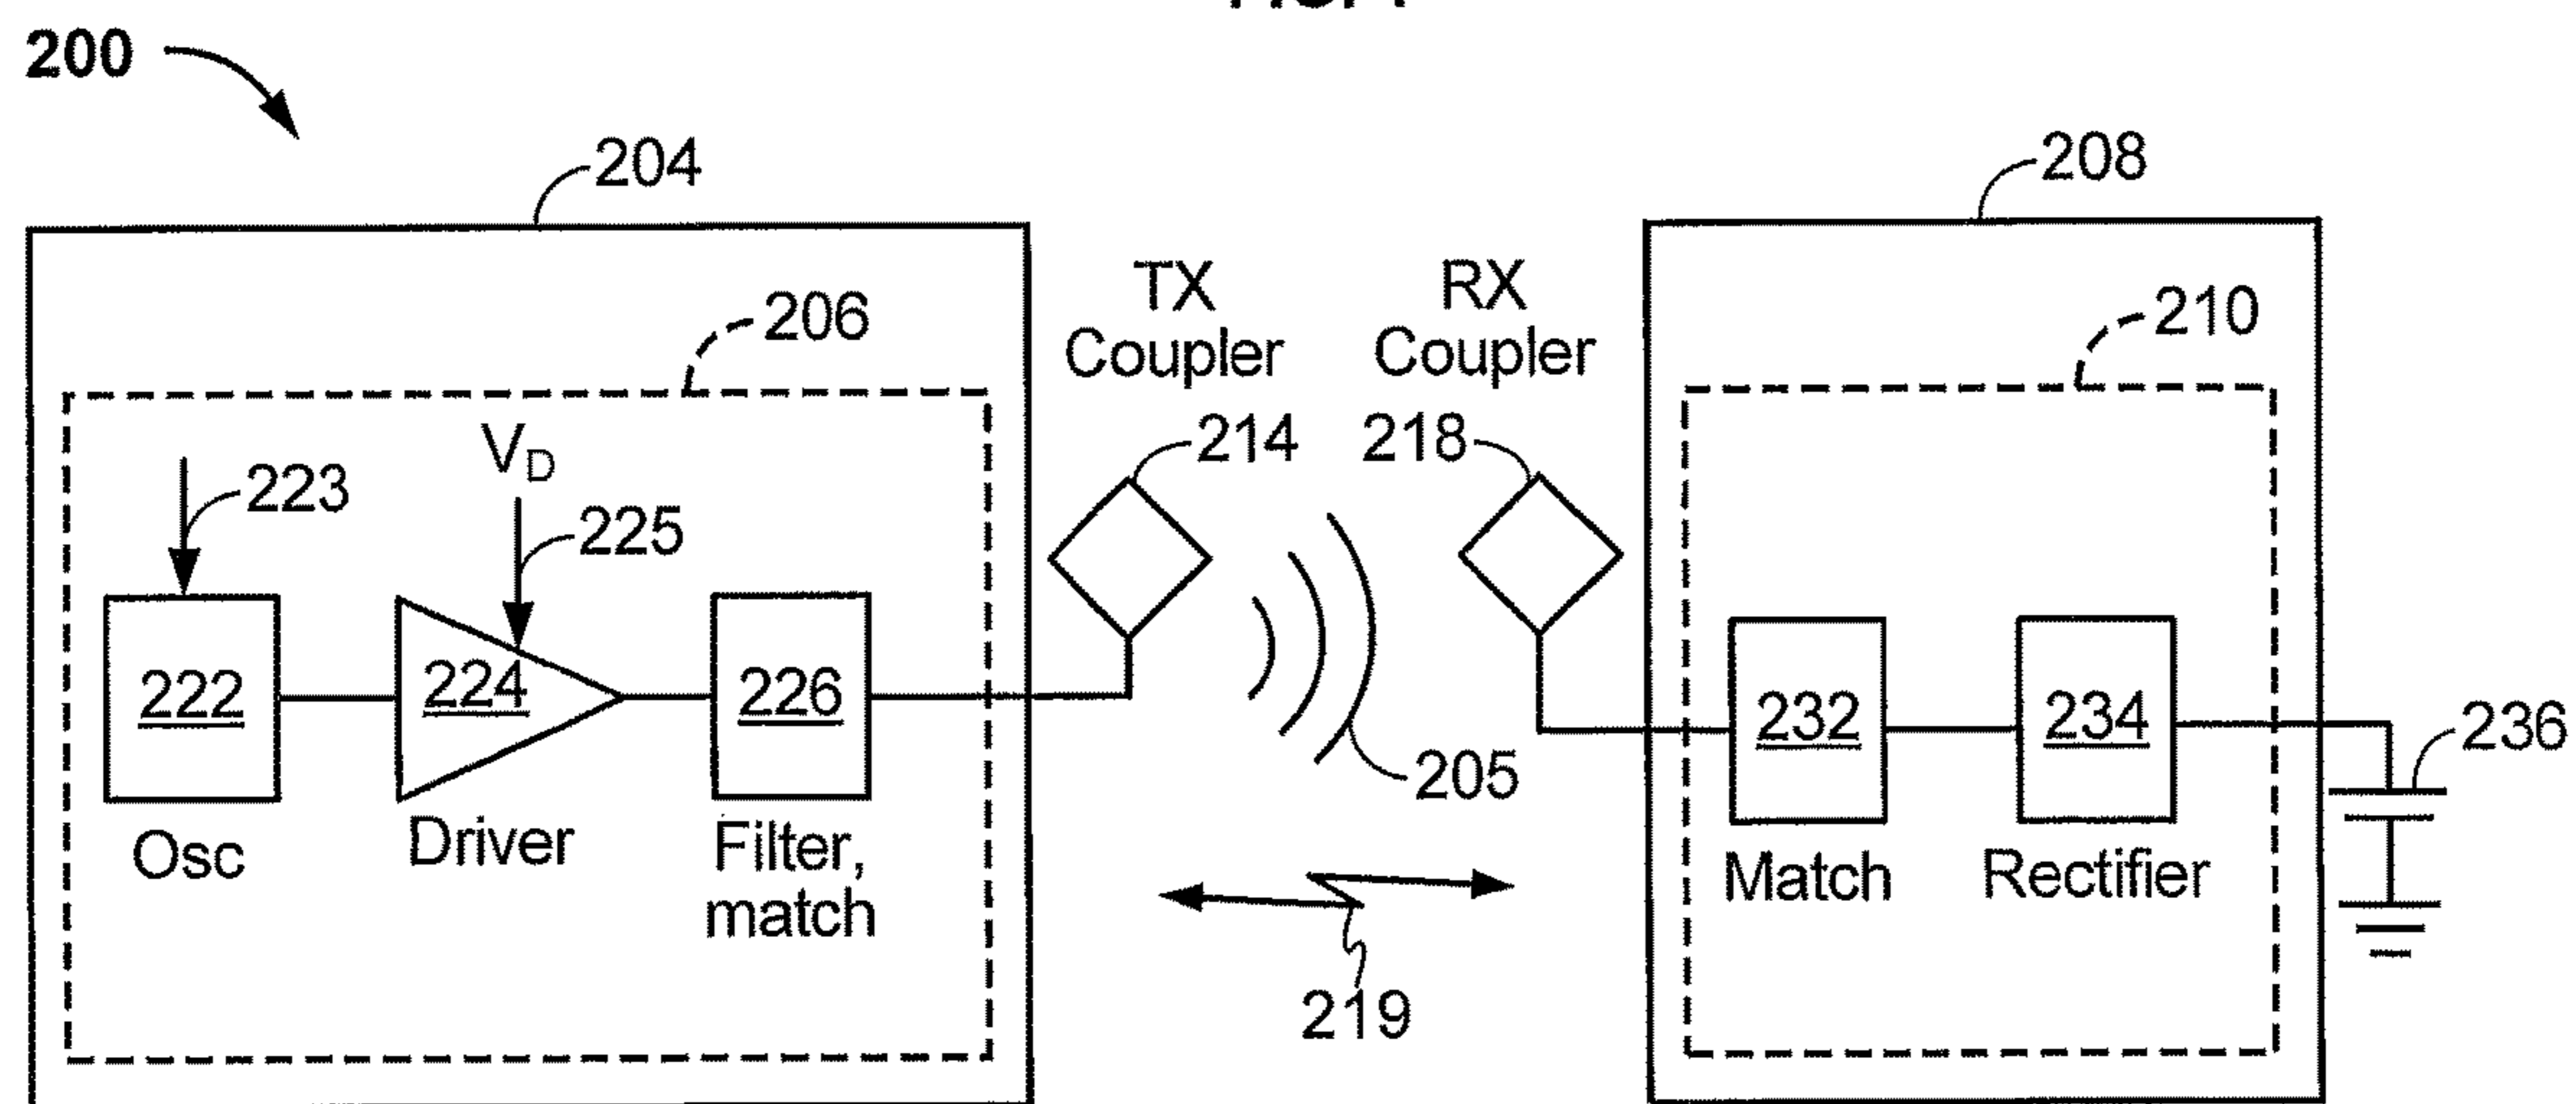 200
204
208
TX
Coupler
RX
Coupler
206
210
V_D
214
218
223
225
222
224
226
232
234
236
205
Osc
Driver
Filter,
match
Match
Rectifier
219